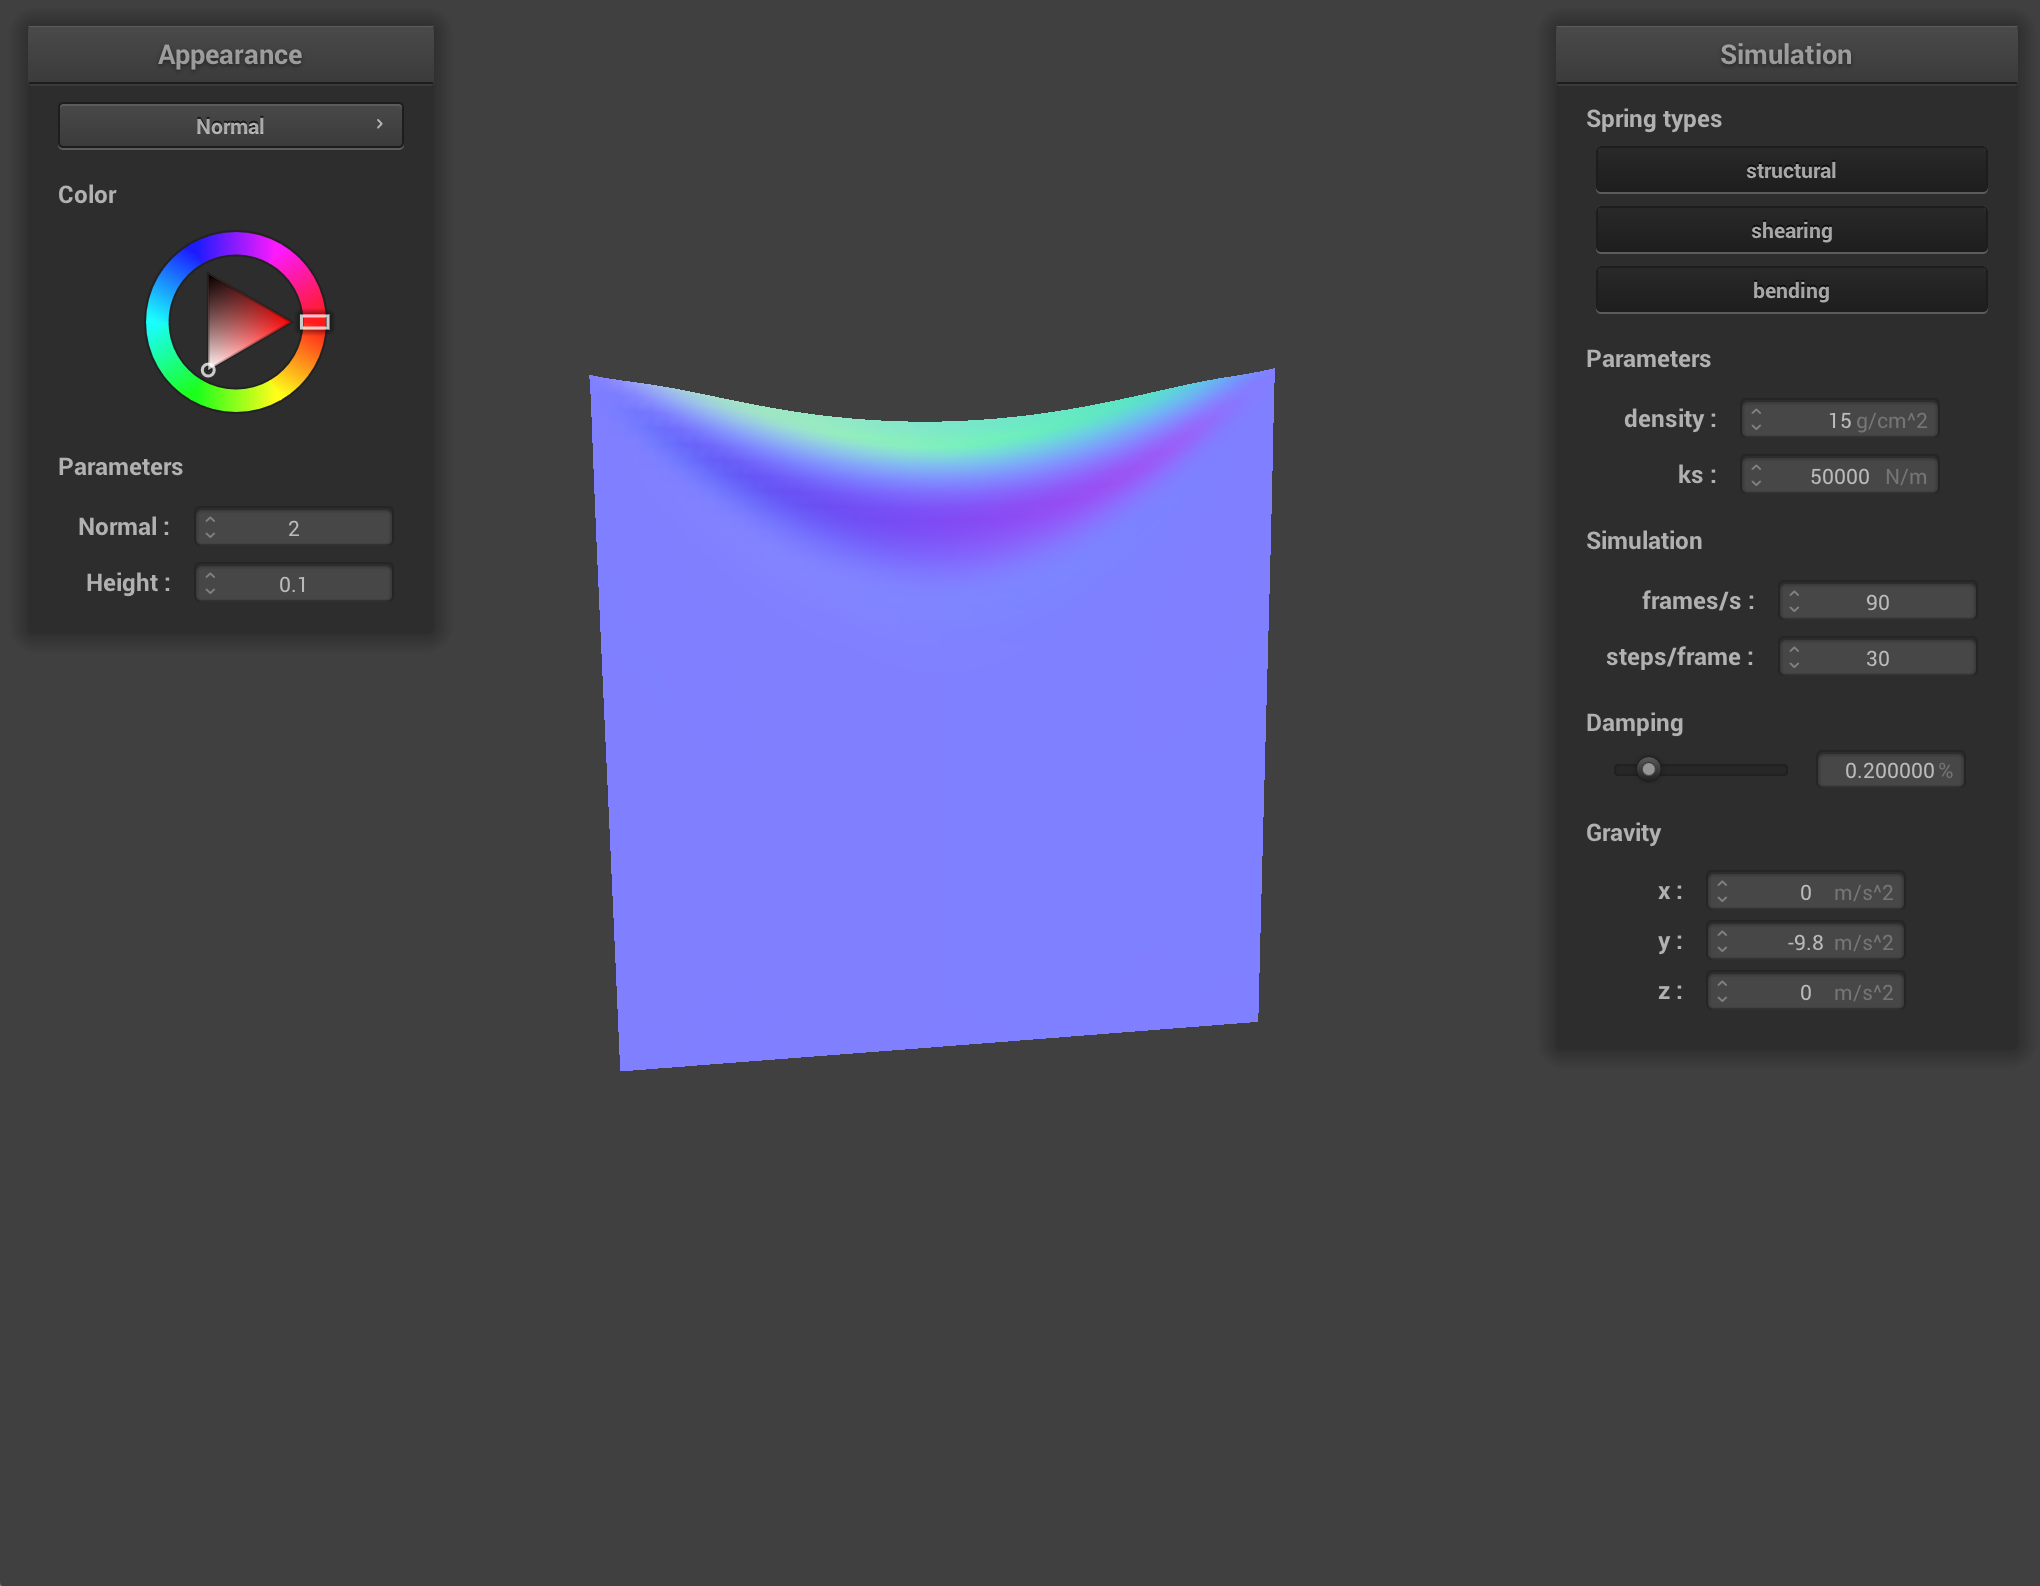 Appearance
Normal
Color
Parameters
Normal : 2
Height : 0.1
Simulation
Spring types
structural
shearing
bending
Parameters
density : 15 g/cm^2
ks : 50000 N/m
Simulation
frames/s : 90
steps/frame : 30
Damping
0.200000 %
Gravity
x : 0 m/s^2
y : -9.8 m/s^2
z : 0 m/s^2